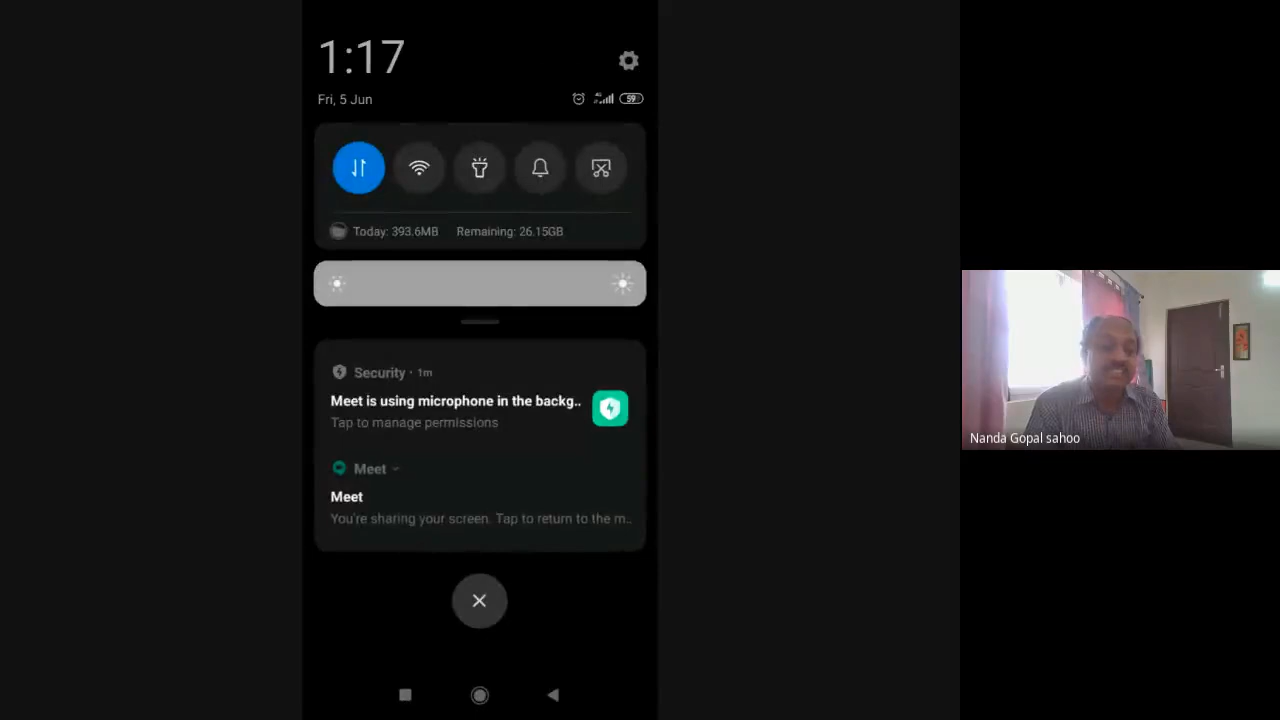 1:17
Fri, 5 Jun
4G
59
Today: 393.6MB Remaining: 26.15GB
Security · 1m
Meet is using microphone in the backg..
Tap to manage permissions
Meet
Meet
You're sharing your screen. Tap to return to the m..
Nanda Gopal sahoo